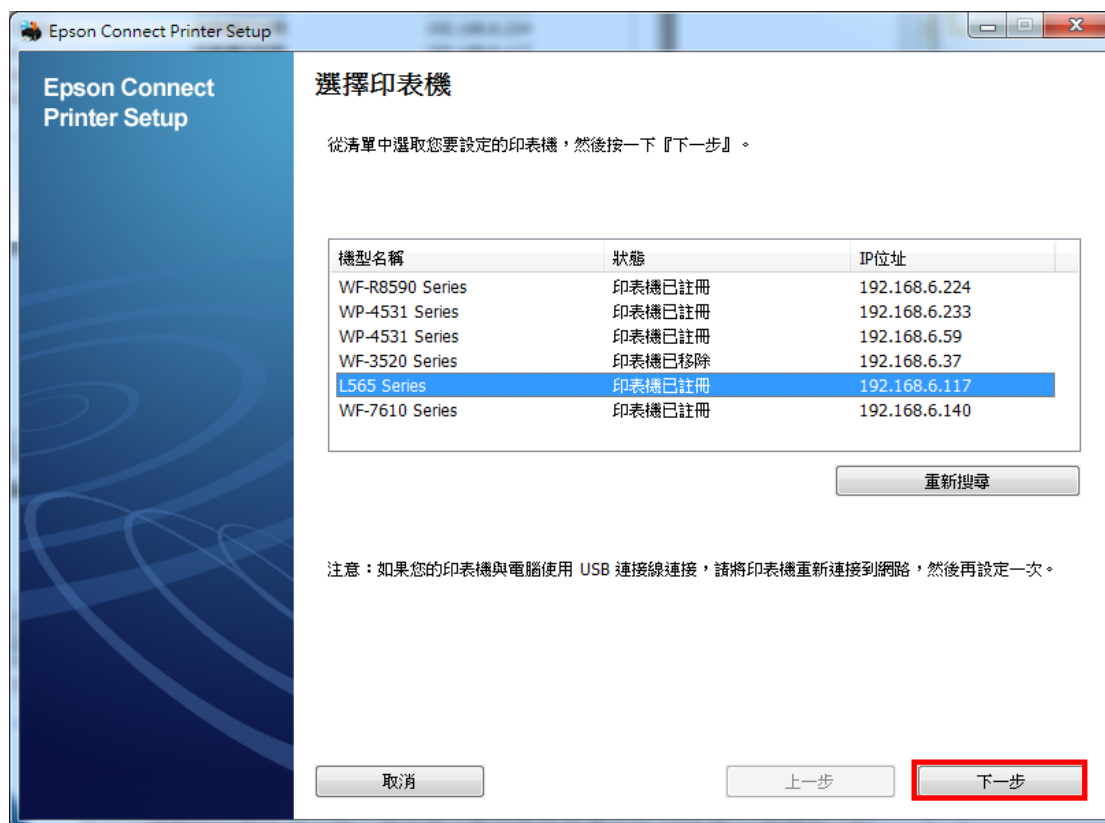 Epson Connect Printer Setup
Epson Connect
Printer Setup
選擇印表機
從清單中選取您要設定的印表機，然後按一下『下一步』。
機型名稱 狀態 IP位址
WF-R8590 Series 印表機已註冊 192.168.6.224
WP-4531 Series 印表機已註冊 192.168.6.233
WP-4531 Series 印表機已註冊 192.168.6.59
WF-3520 Series 印表機已移除 192.168.6.37
L565 Series 印表機已註冊 192.168.6.117
WF-7610 Series 印表機已註冊 192.168.6.140
重新搜尋
注意：如果您的印表機與電腦使用 USB 連接線連接，請將印表機重新連接到網路，然後再設定一次。
取消 上一步 下一步